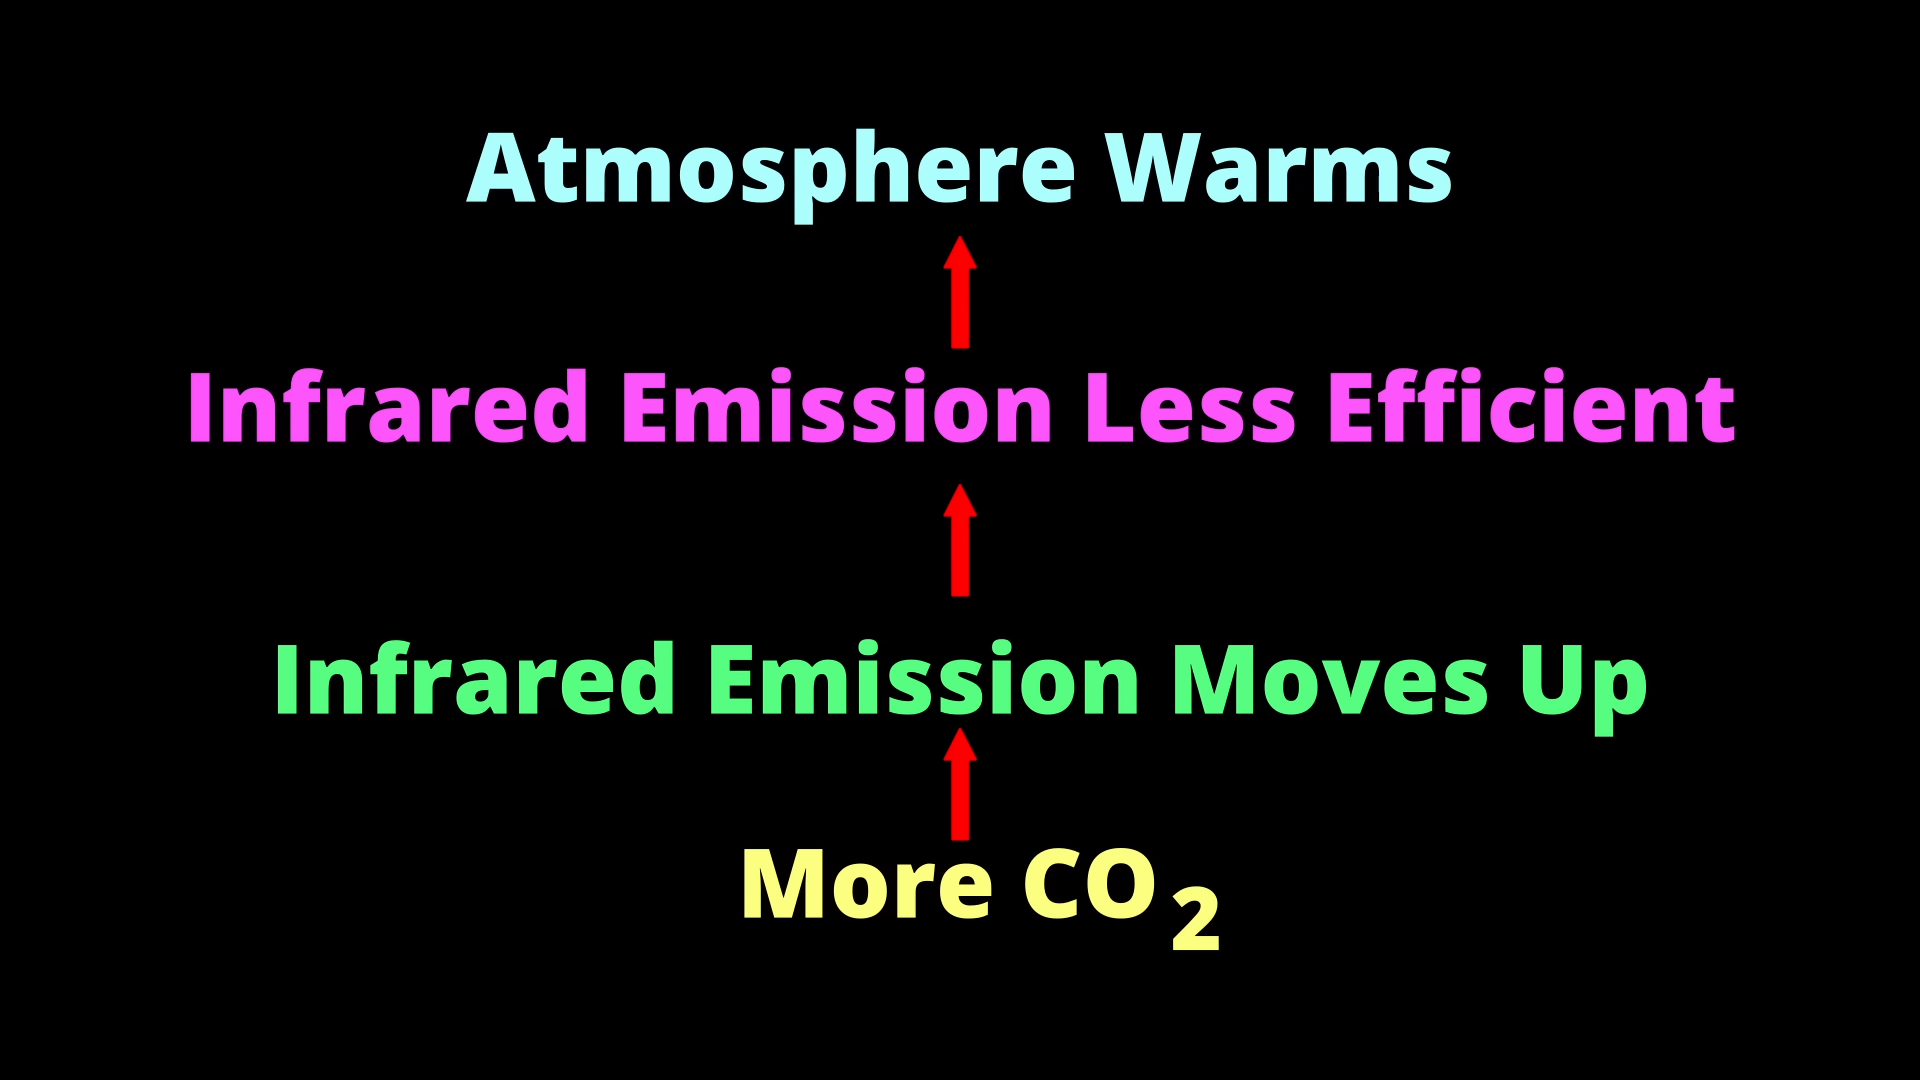 Atmosphere Warms
Infrared Emission Less Efficient
Infrared Emission Moves Up
More CO₂